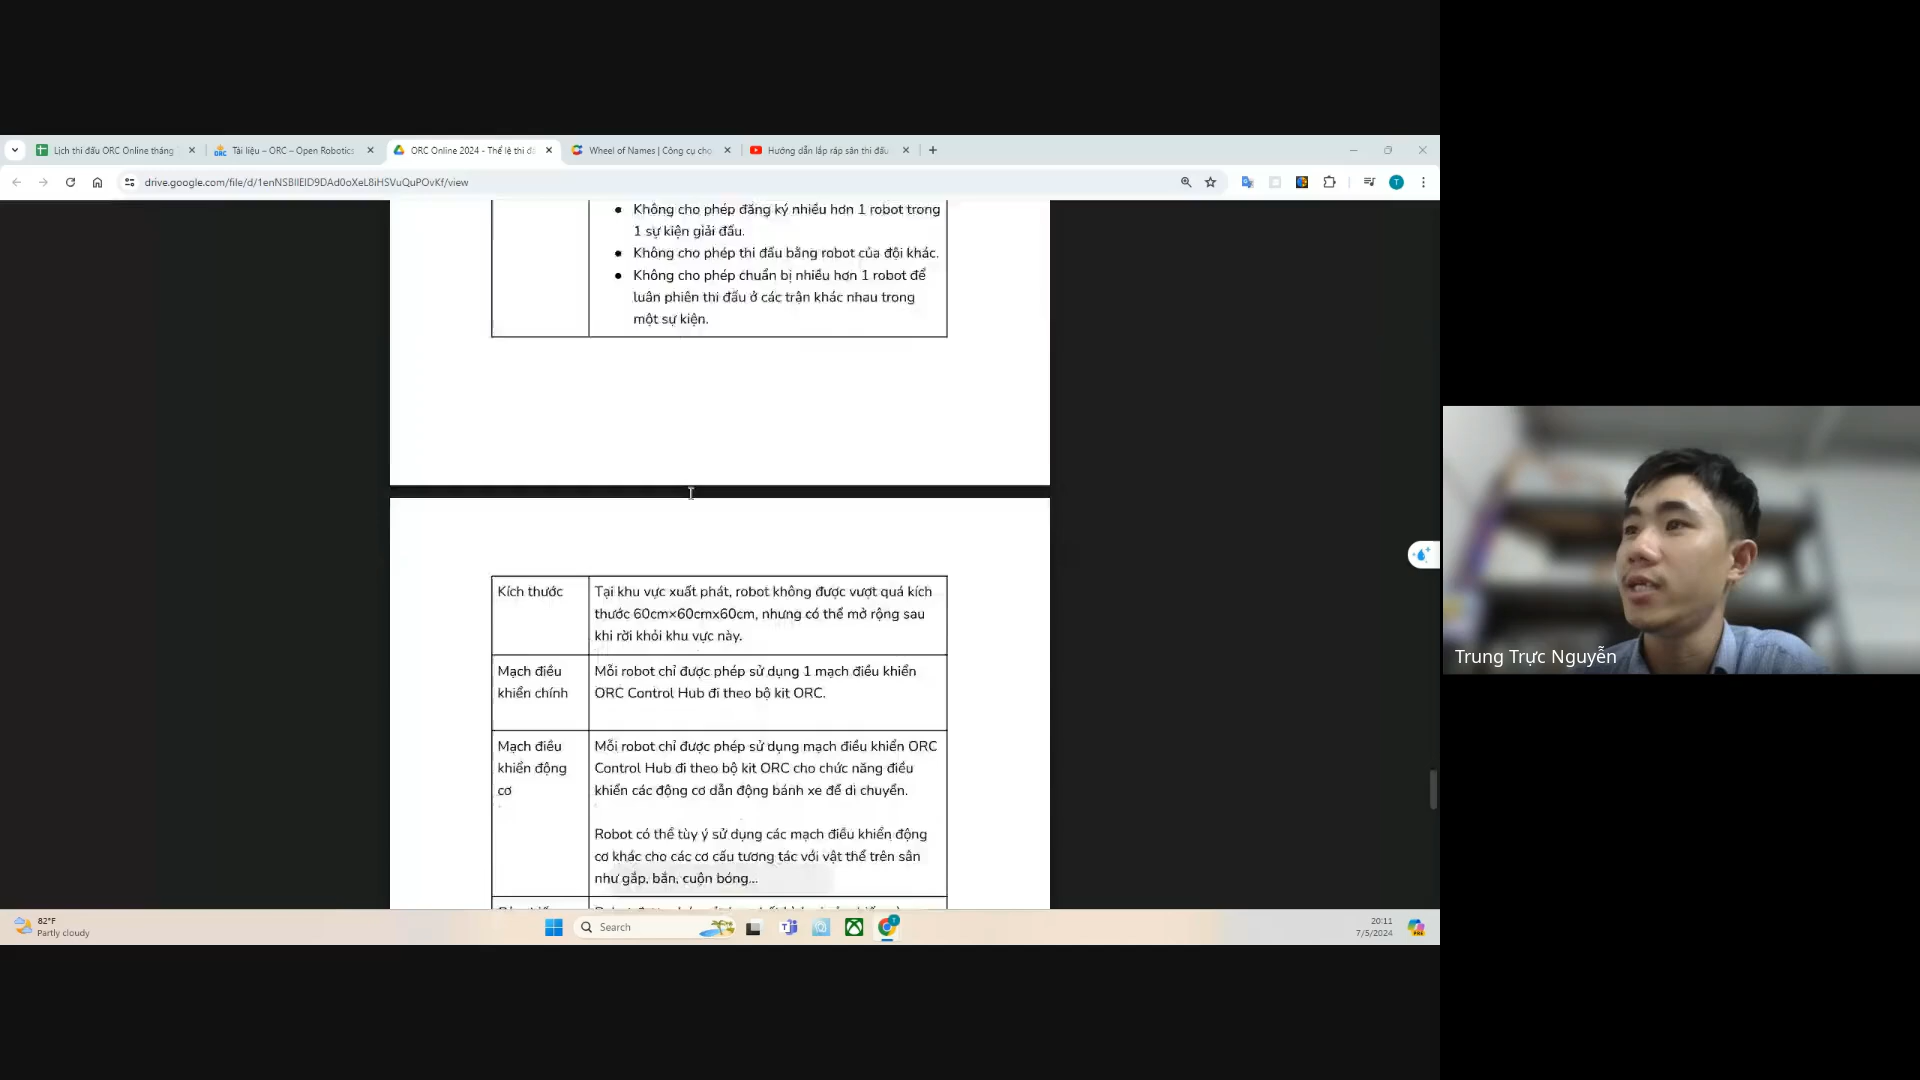 Lịch thi đấu ORC Online tháng
Tài liệu – ORC – Open Robotics
ORC Online 2024 - Thể lệ thi đấ
Wheel of Names | Công cụ cho
Hướng dẫn lắp ráp sân thi đấu
drive.google.com/file/d/1enNSBIIEID9DAd0oXeL8iHSVuQuPOvKf/view
T
Không cho phép đăng ký nhiều hơn 1 robot trong
1 sự kiện giải đấu.
Không cho phép thi đấu bằng robot của đội khác.
Không cho phép chuẩn bị nhiều hơn 1 robot để
luân phiên thi đấu ở các trận khác nhau trong
một sự kiện.
Kích thước
Tại khu vực xuất phát, robot không được vượt quá kích
thước 60cm×60cmx60cm, nhưng có thể mở rộng sau
khi rời khỏi khu vực này.
Mạch điều
khiển chính
Mỗi robot chỉ được phép sử dụng 1 mạch điều khiển
ORC Control Hub đi theo bộ kit ORC.
Mạch điều
khiển động
cơ
Mỗi robot chỉ được phép sử dụng mạch điều khiển ORC
Control Hub đi theo bộ kit ORC cho chức năng điều
khiển các động cơ dẫn động bánh xe để di chuyển.
Robot có thể tùy ý sử dụng các mạch điều khiển động
cơ khác cho các cơ cấu tương tác với vật thể trên sân
như gắp, bắn, cuộn bóng...
Trung Trực Nguyễn
82°F
Partly cloudy
Search
20:11
7/5/2024